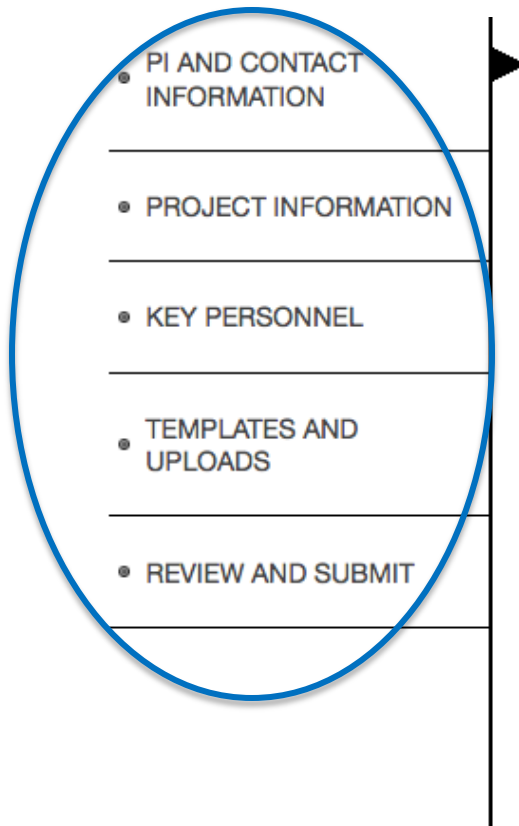 PI AND CONTACT
INFORMATION
PROJECT INFORMATION
KEY PERSONNEL
TEMPLATES AND
UPLOADS
REVIEW AND SUBMIT